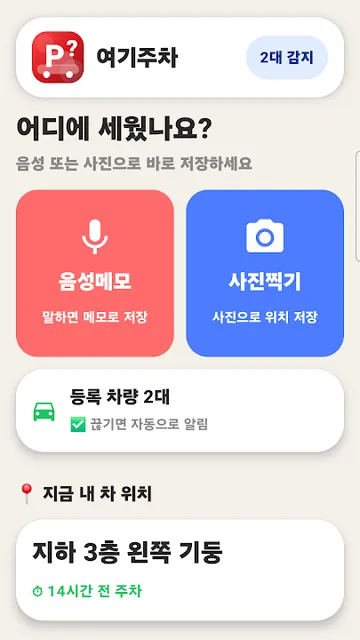 P?
여기주차
2대 감지
어디에 세웠나요?
음성 또는 사진으로 바로 저장하세요
음성메모
말하면 메모로 저장
사진찍기
사진으로 위치 저장
등록 차량 2대
✅ 끊기면 자동으로 알림
📍 지금 내 차 위치
지하 3층 왼쪽 기둥
⏱ 14시간 전 주차